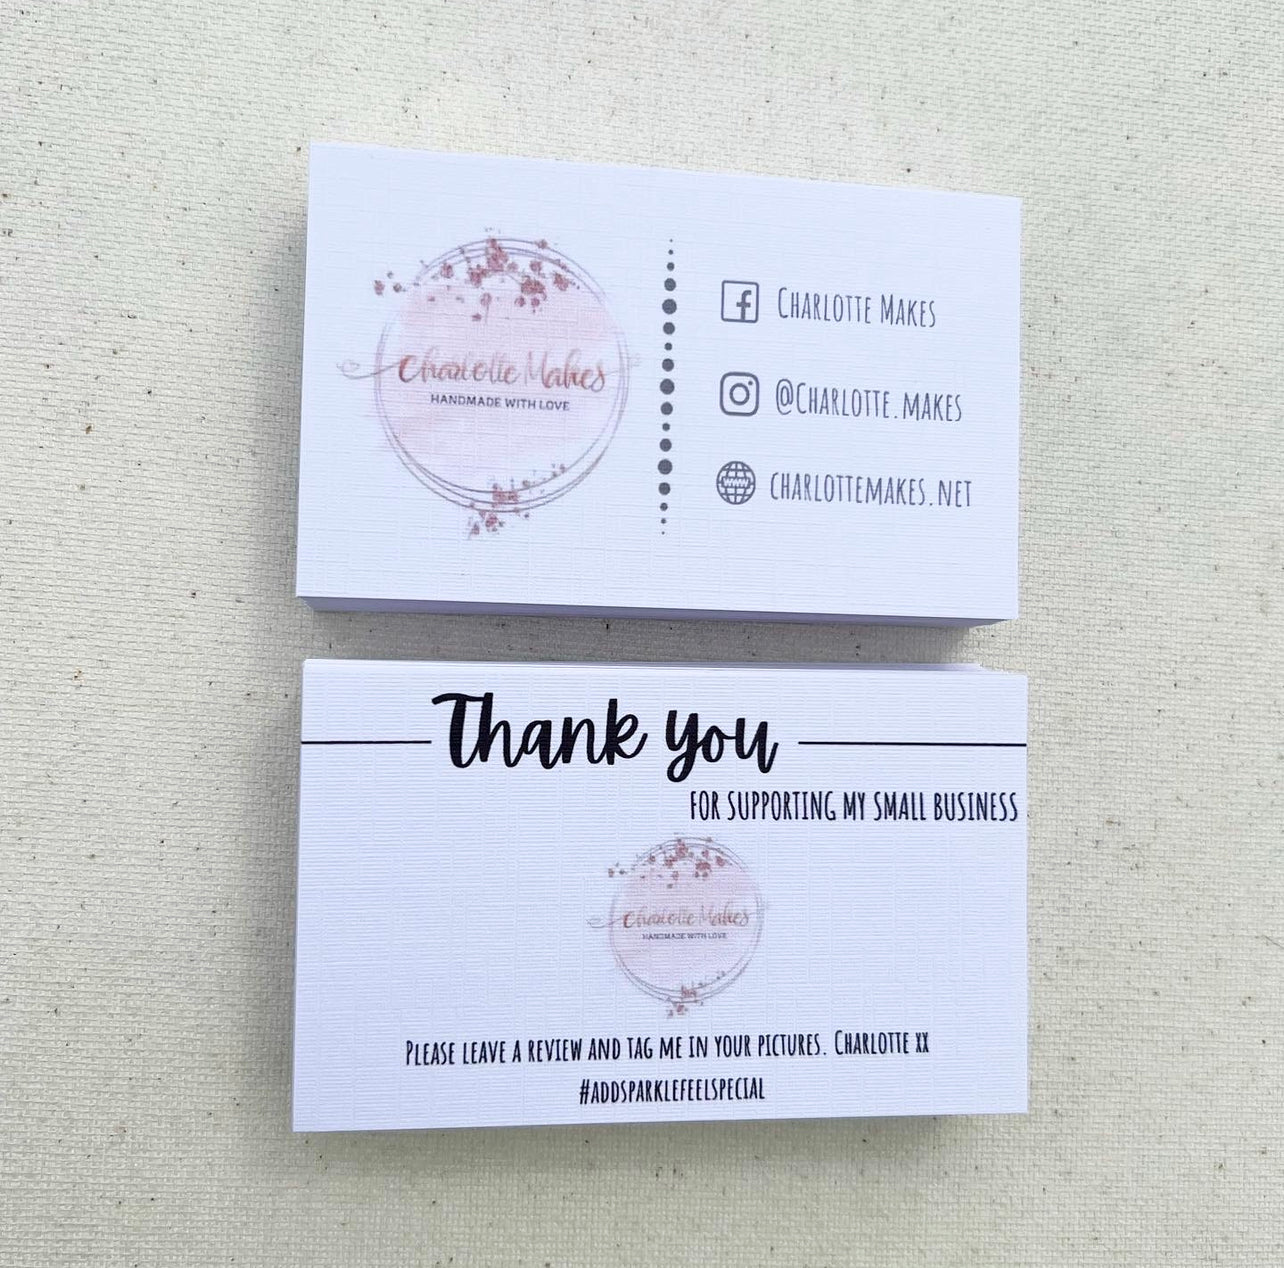 Charlotte Makes
HANDMADE WITH LOVE
f Charlotte Makes
@Charlotte.makes
www charlottemakes.net
Thank you
FOR SUPPORTING MY SMALL BUSINESS
Charlotte Makes
HANDMADE WITH LOVE
Please leave a review and tag me in your pictures. Charlotte xx
#ADDSPARKLEFEELSPECIAL